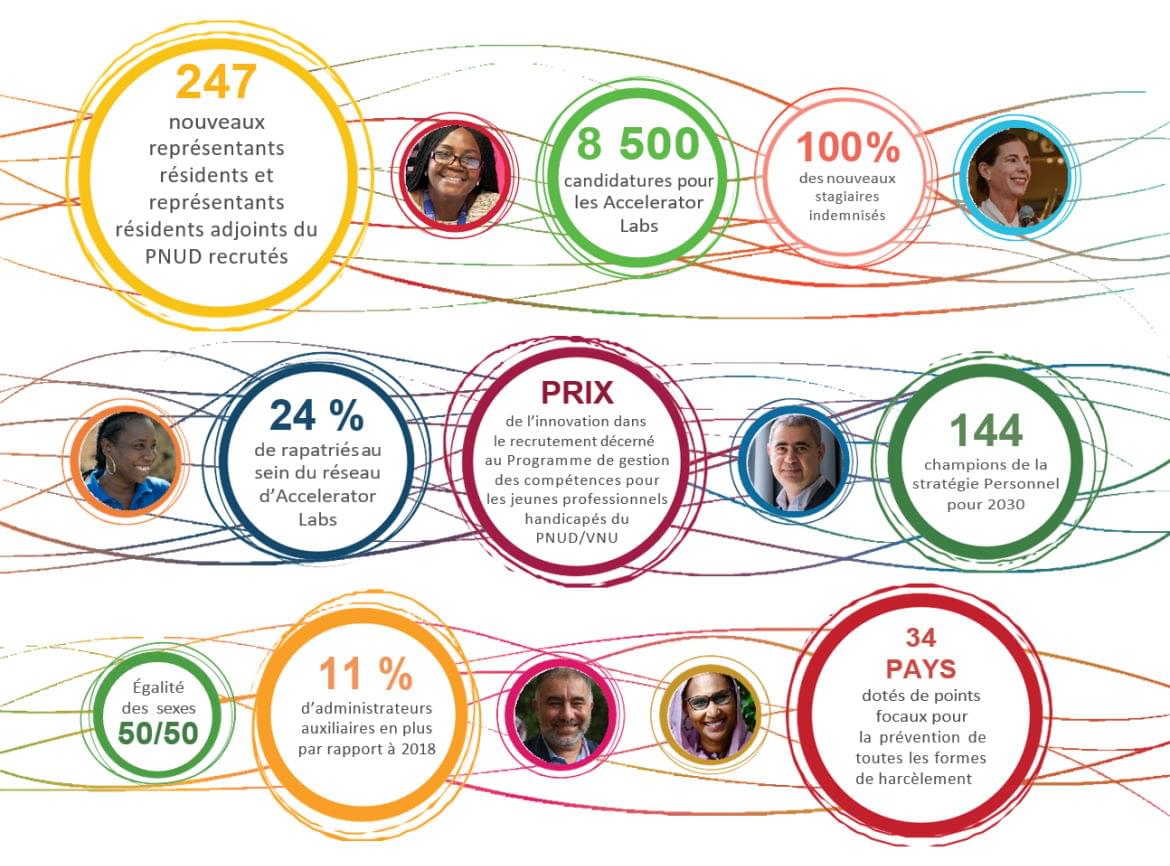 247
nouveaux
représentants
résidents et
représentants
résidents adjoints du
PNUD recrutés
8 500
candidatures pour
les Accelerator
Labs
100%
des nouveaux
stagiaires
indemnisés
24 %
de rapatriés au
sein du réseau
d’Accelerator
Labs
PRIX
de l’innovation dans
le recrutement décerné
au Programme de gestion
des compétences pour
les jeunes professionnels
handicapés du
PNUD/VNU
144
champions de la
stratégie Personnel
pour 2030
Égalité
des sexes
50/50
11 %
d’administrateurs
auxiliaires en plus
par rapport à 2018
34
PAYS
dotés de points
focaux pour
la prévention de
toutes les formes
de harcèlement